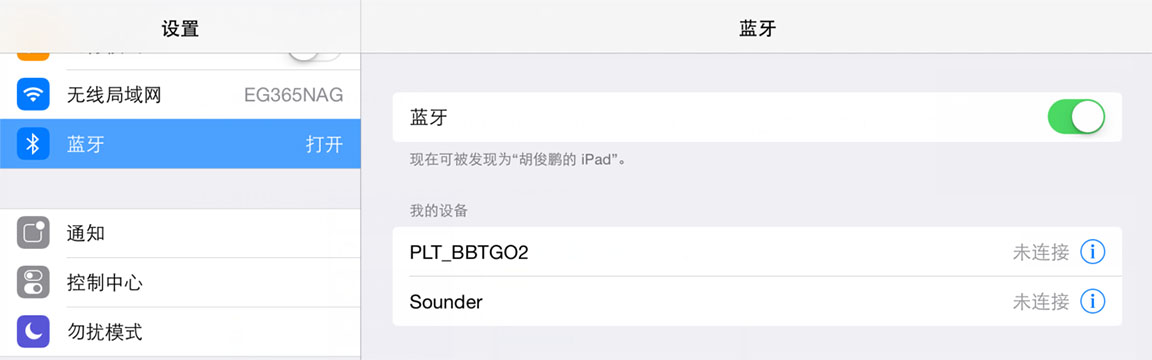 设置
无线局域网 EG365NAG
蓝牙 打开
通知
控制中心
勿扰模式
蓝牙
蓝牙
现在可被发现为“胡俊鹏的 iPad”。
我的设备
PLT_BBTGO2 未连接
Sounder 未连接